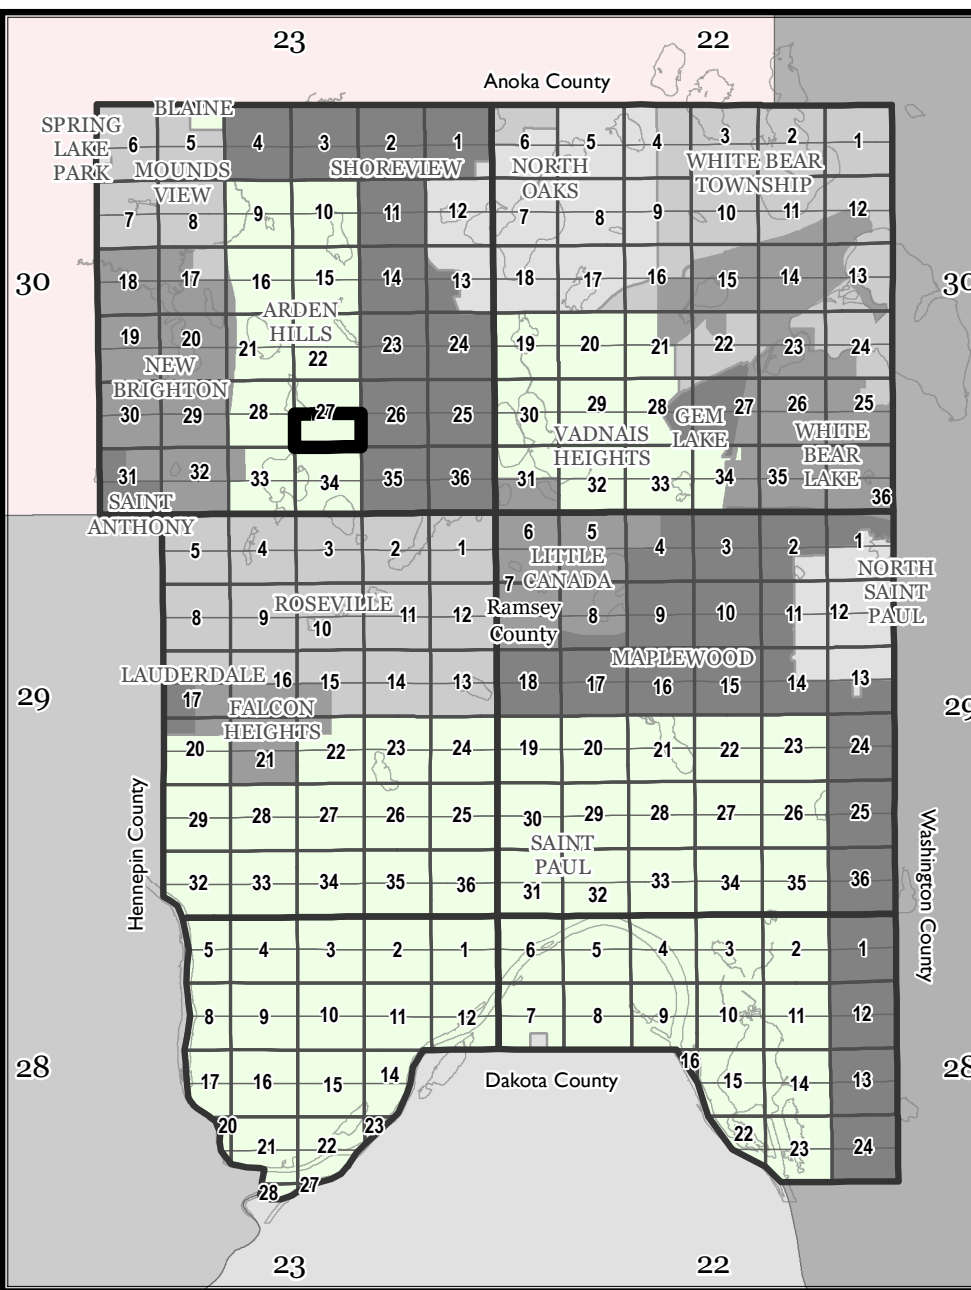 23 22
Anoka County
BLAINE
SPRING
LAKE
PARK
6 5 4 3 2 1 6 5 4 3 2 1
MOUNDS
VIEW
SHOREVIEW
NORTH
OAKS
WHITE BEAR
TOWNSHIP
7 8 9 10 11 12 7 8 9 10 11 12
30 30
18 17 16 15 14 13 18 17 16 15 14 13
ARDEN
HILLS
19 20 21 22 23 24 19 20 21 22 23 24
NEW
BRIGHTON
30 29 28 27 26 25 30 29 28 27 26 25
GEM
LAKE
VADNAIS
HEIGHTS
WHITE
BEAR
LAKE
31 32 33 34 35 36 31 32 33 34 35 36
SAINT
ANTHONY
5 4 3 2 1 6 5 4 3 2 1
LITTLE
CANADA
NORTH
SAINT
PAUL
ROSEVILLE
8 9 10 11 12 7 8 9 10 11 12
Ramsey
County
MAPLEWOOD
LAUDERDALE
29 29
17 16 15 14 13 18 17 16 15 14 13
FALCON
HEIGHTS
20 21 22 23 24 19 20 21 22 23 24
29 28 27 26 25 30 29 28 27 26 25
SAINT
PAUL
32 33 34 35 36 31 32 33 34 35 36
Hennepin County
Washington County
5 4 3 2 1 6 5 4 3 2 1
8 9 10 11 12 7 8 9 10 11 12
28 28
17 16 15 14 16 15 14 13
Dakota County
20 21 22 23 22 23 24
28 27
23 22